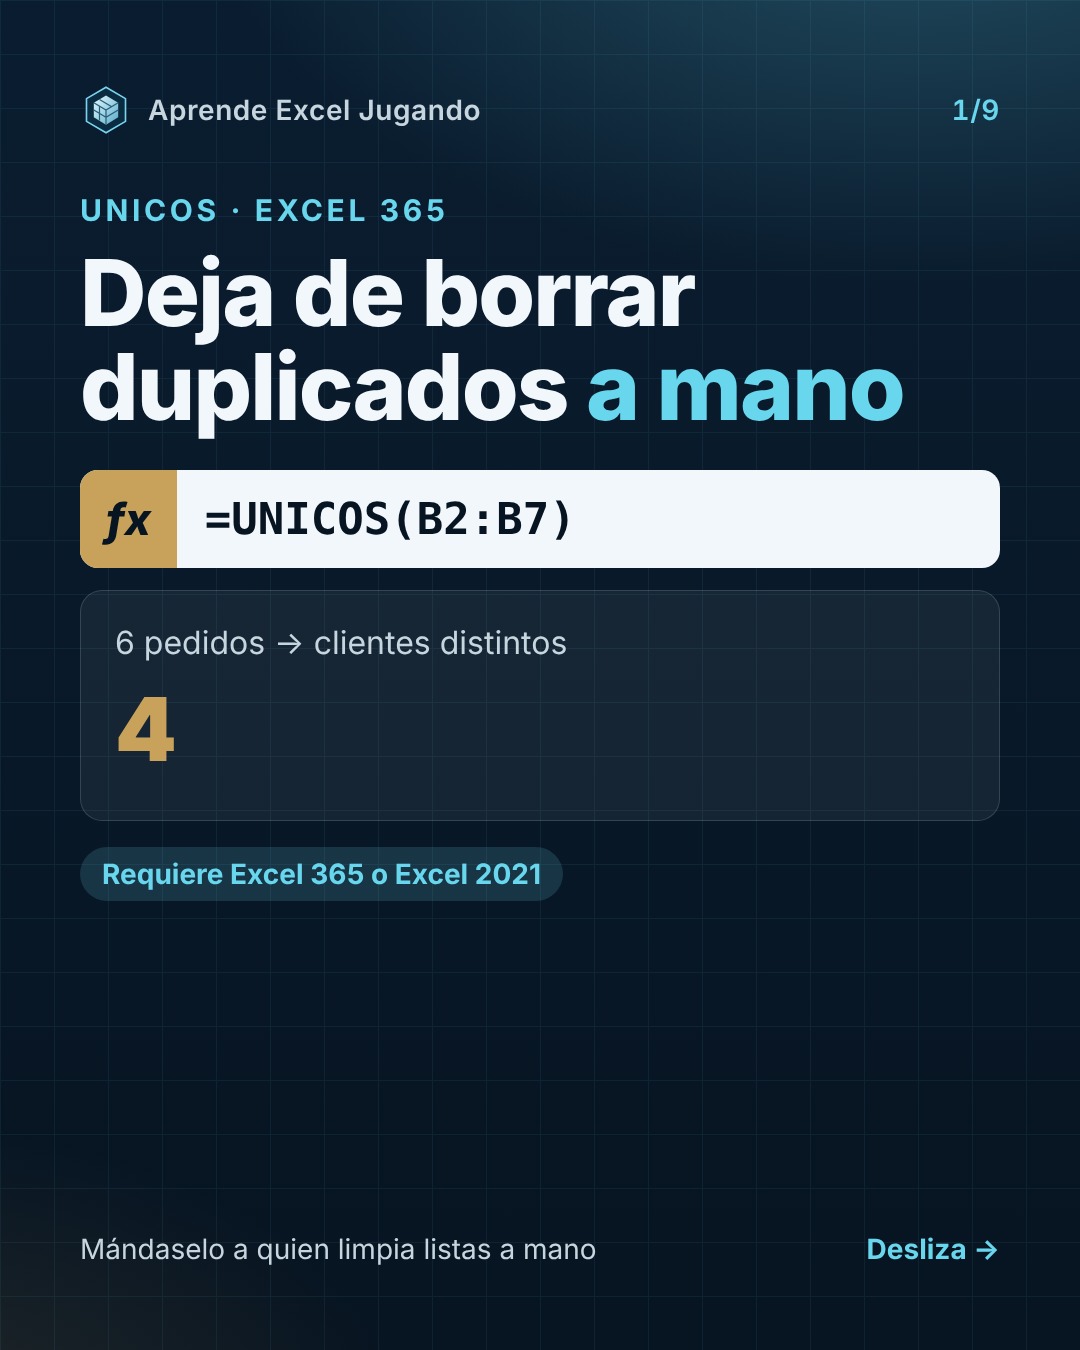 Aprende Excel Jugando
1/9
UNICOS · EXCEL 365
Deja de borrar
duplicados a mano
fx
=UNICOS(B2:B7)
6 pedidos → clientes distintos
4
Requiere Excel 365 o Excel 2021
Mándaselo a quien limpia listas a mano
Desliza →